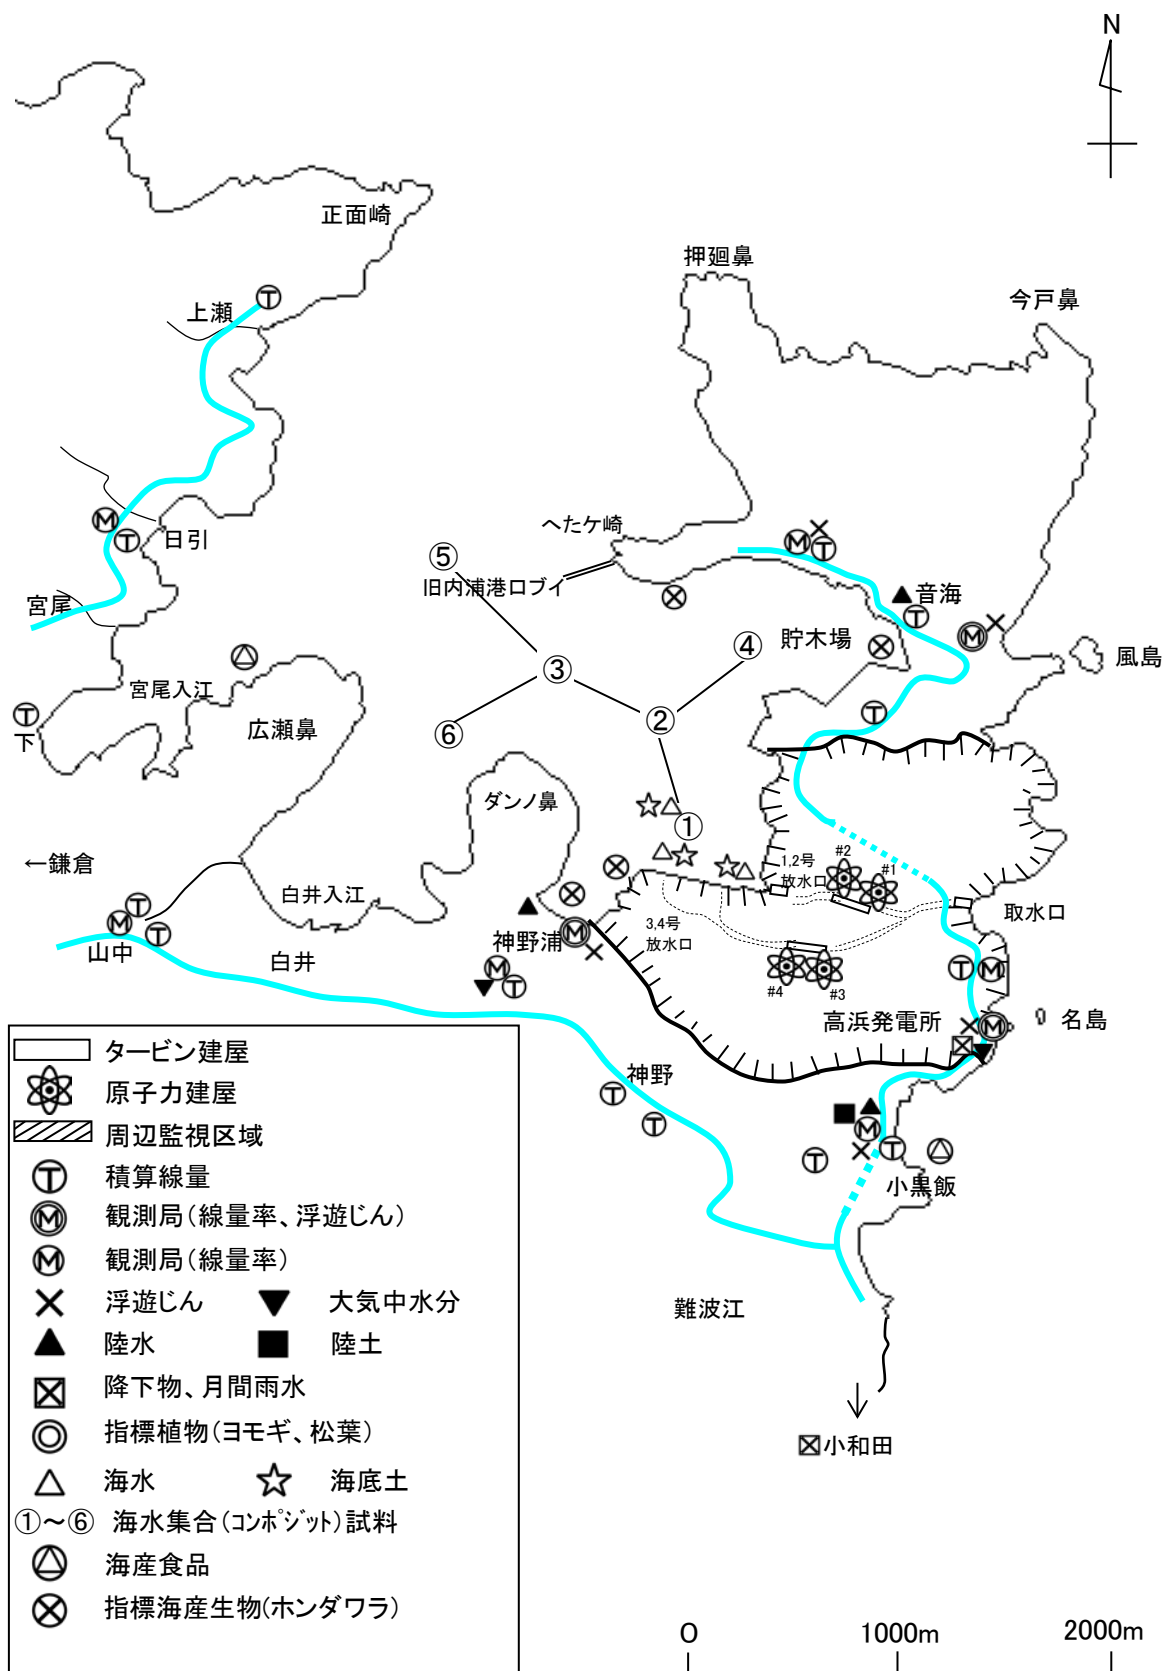 N
正面崎
押廻鼻
今戸鼻
上瀬
T
へたケ崎
M
T
日引
⑤
旧内浦港口ブイ
M
T
音海
T
M
宮尾
貯木場
④
風島
③
宮尾入江
T
下
広瀬鼻
⑥
②
T
ダンノ鼻
①
←鎌倉
1,2号
放水口
#2
#1
白井入江
取水口
T
M
山中
T
白井
神野浦
M
3,4号
放水口
M
T
#4
#3
T
M
高浜発電所
M
名島
神野
T
T
M
T
T
小黒飯
難波江
小和田
タービン建屋
原子力建屋
周辺監視区域
T 積算線量
M 観測局(線量率、浮遊じん)
M 観測局(線量率)
浮遊じん 大気中水分
陸水 陸土
降下物、月間雨水
指標植物(ヨモギ、松葉)
海水 海底土
①～⑥ 海水集合(コンポジット)試料
海産食品
指標海産生物(ホンダワラ)
O 1000m 2000m